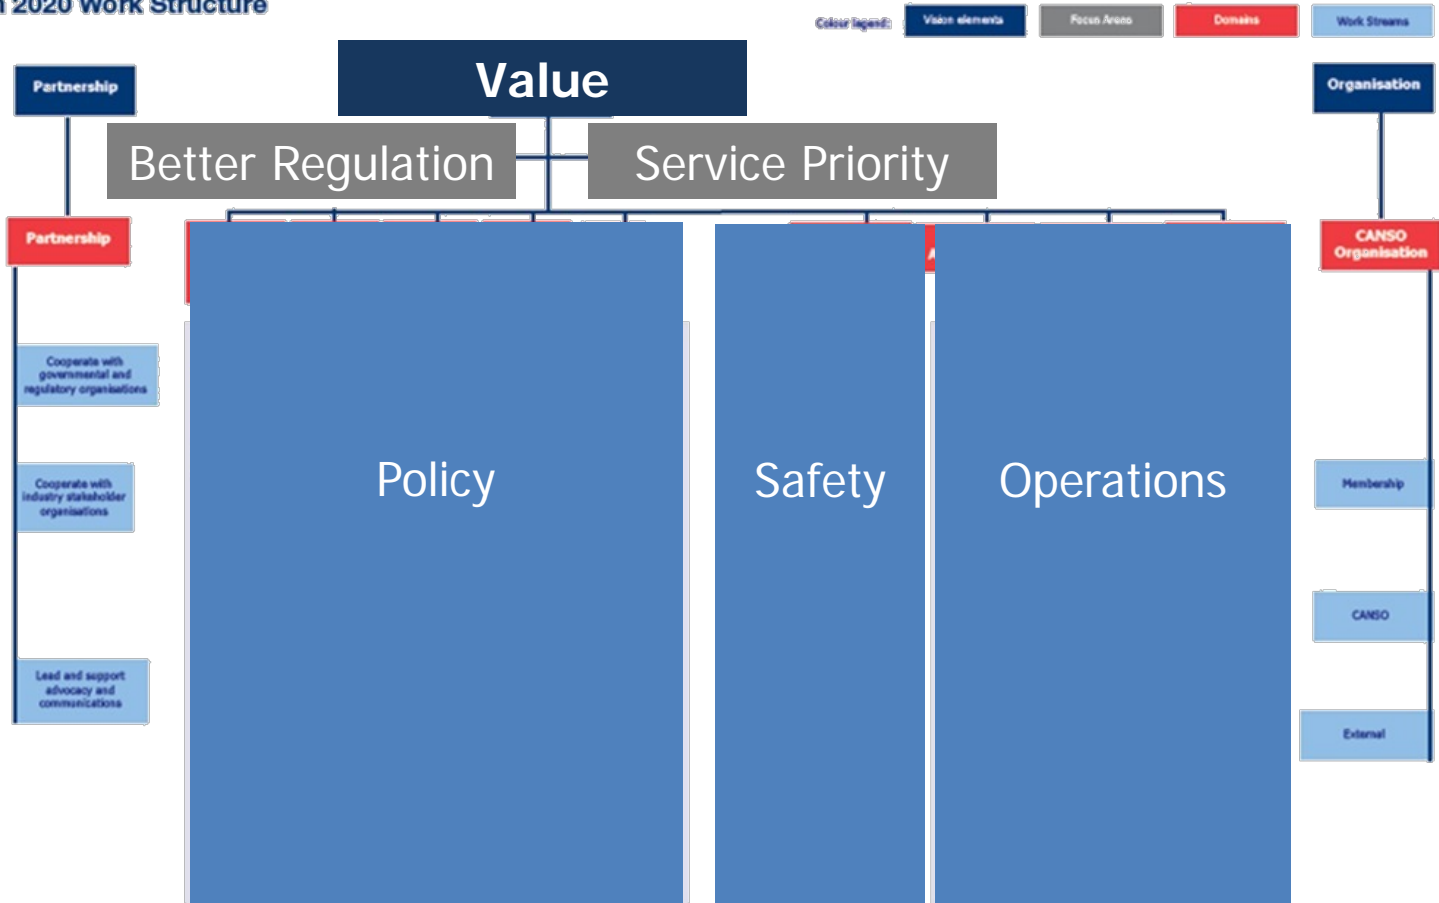 2020 Work Structure
Colour legend:
Vision elements
Focus Areas
Domains
Work Streams
Partnership
Value
Organisation
Better Regulation
Service Priority
Partnership
CANSO
Organisation
Cooperate with
governmental and
regulatory organisations
Cooperate with
industry stakeholder
organisations
Lead and support
advocacy and
communications
Policy
Safety
Operations
Membership
CANSO
External